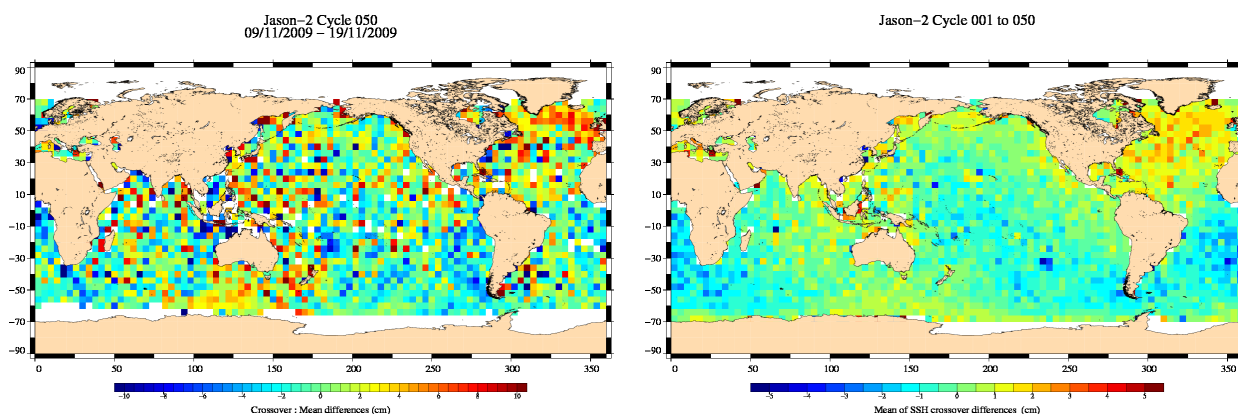 Jason−2 Cycle 050
09/11/2009 − 19/11/2009
90
70
50
30
10
−10
−30
−50
−70
−90
0 50 100 150 200 250 300 350
−10 −8 −6 −4 −2 0 2 4 6 8 10
Crossover : Mean differences (cm)
Jason−2 Cycle 001 to 050
90
70
50
30
10
−10
−30
−50
−70
−90
0 50 100 150 200 250 300 350
−5 −4 −3 −2 −1 0 1 2 3 4 5
Mean of SSH crossover differences (cm)